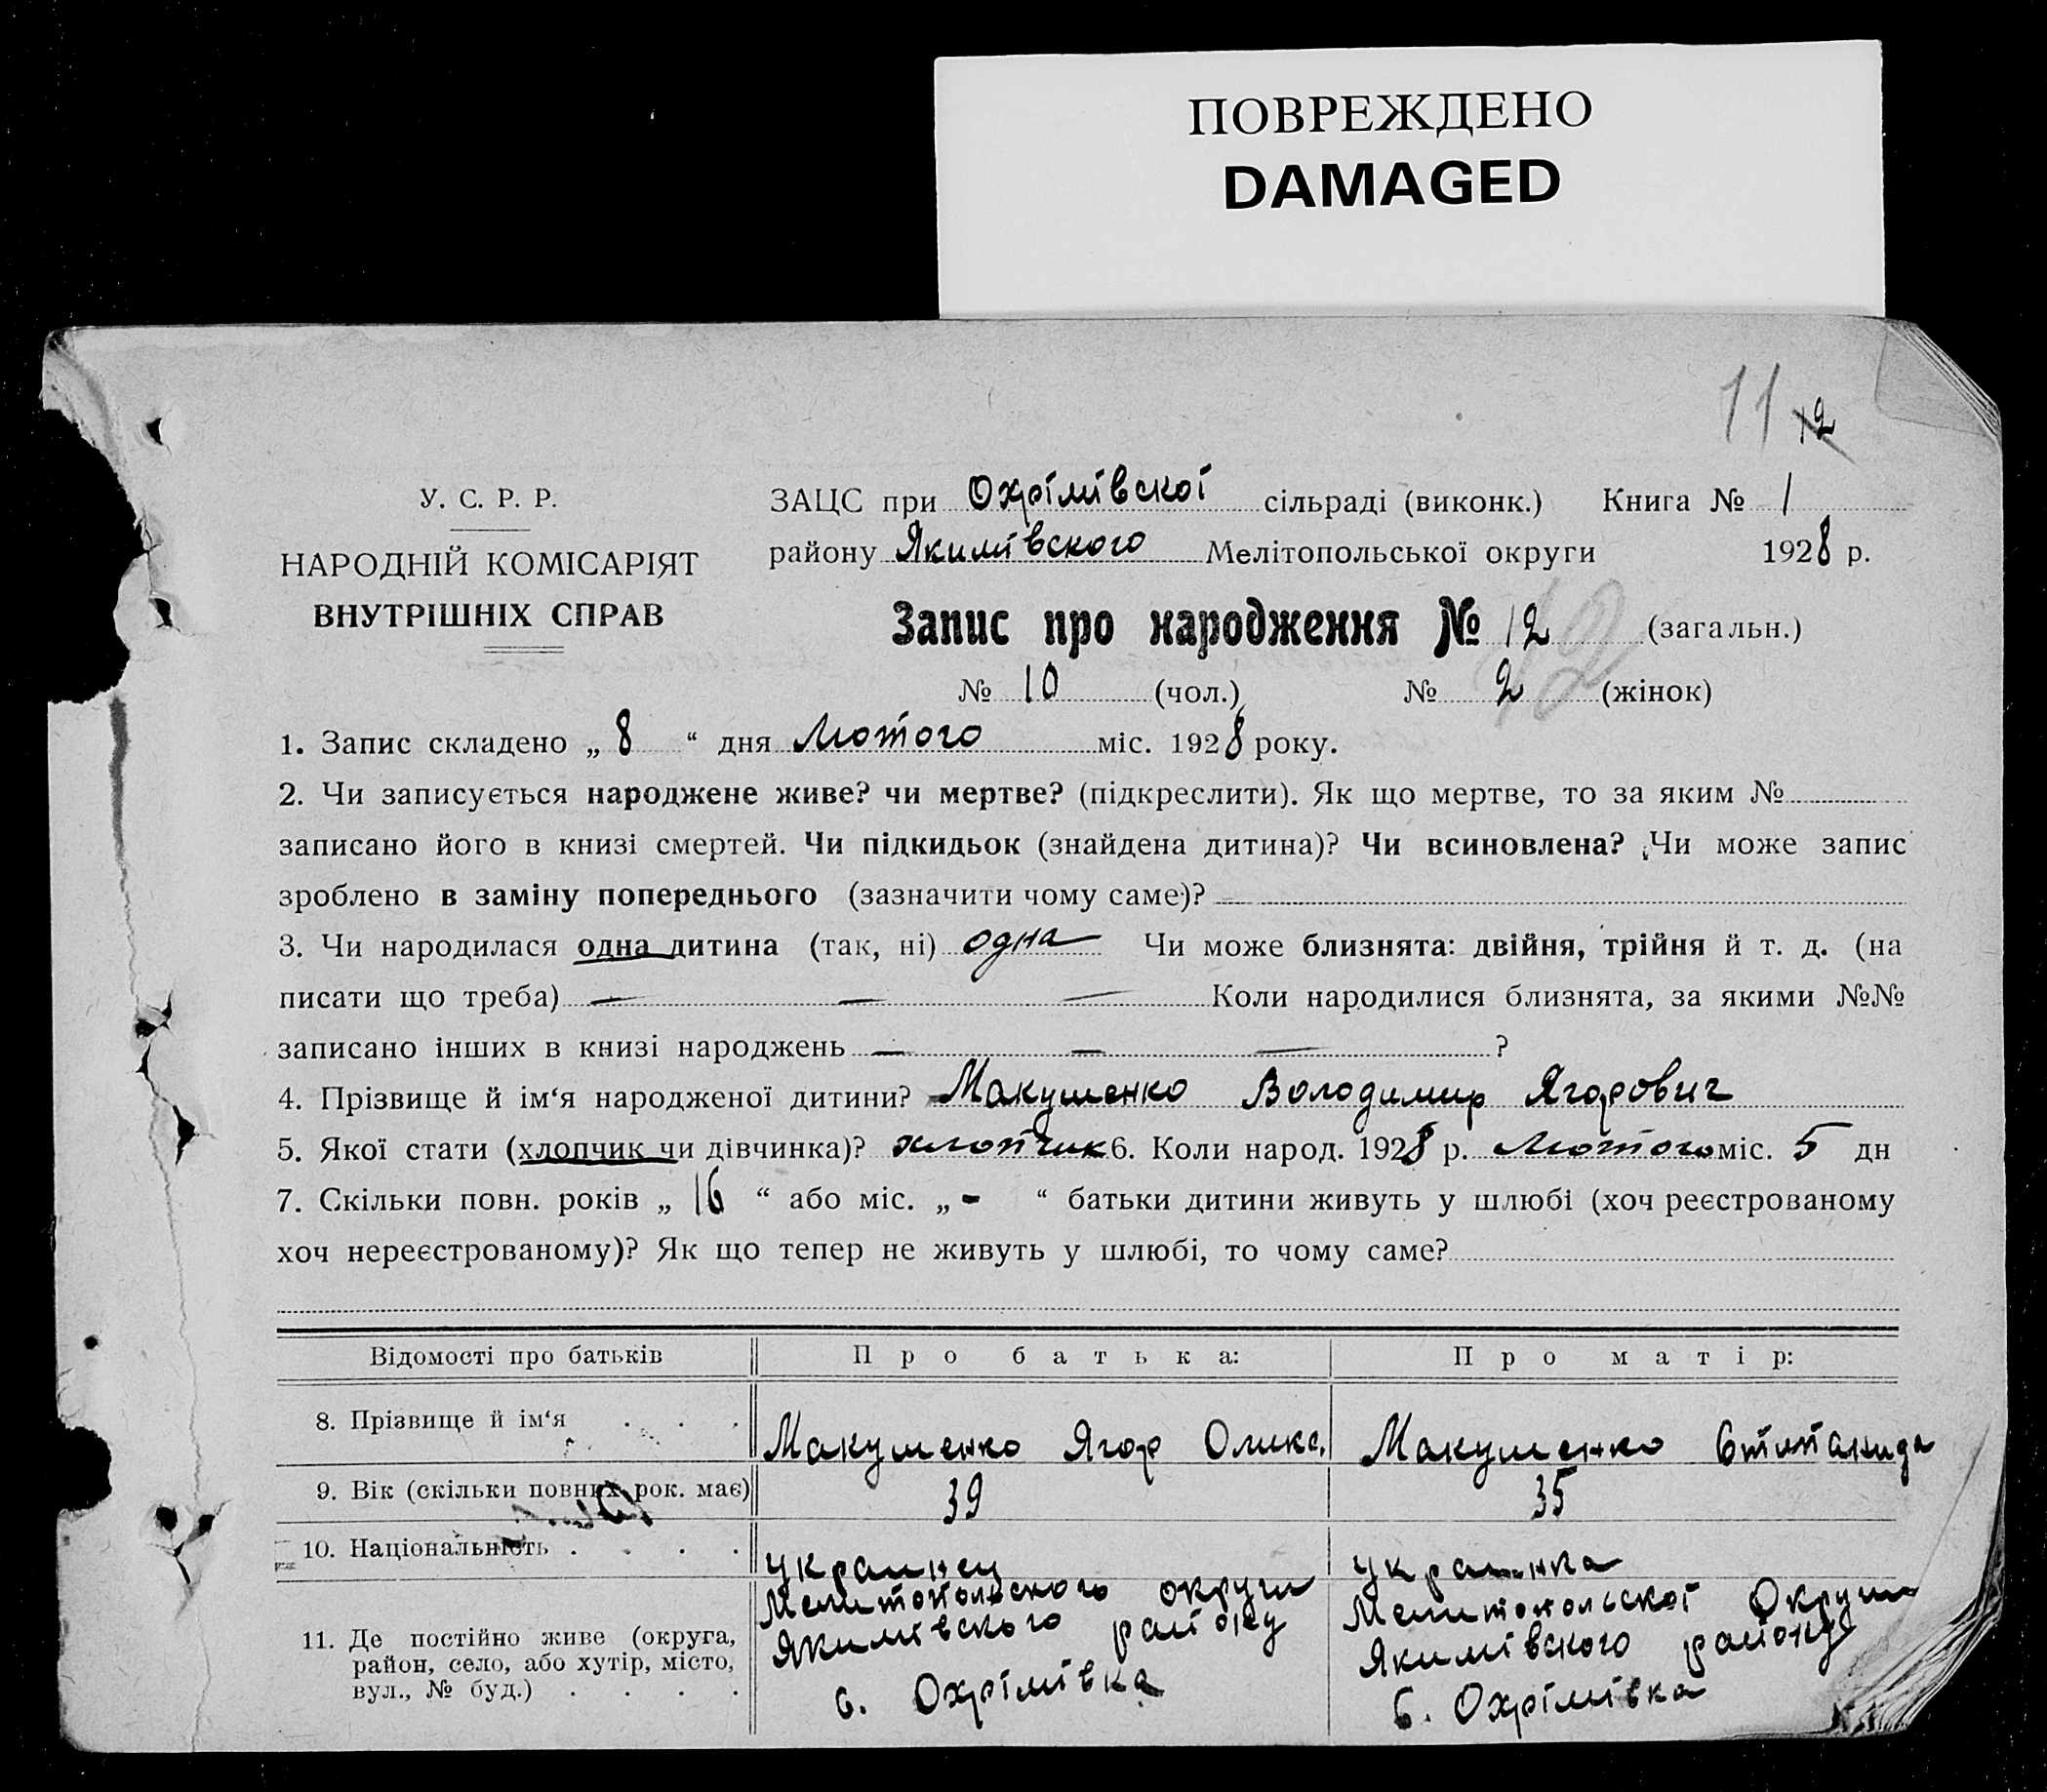 ПОВРЕЖДЕНО
DAMAGED
11 12
У. С. Р. Р.
НАРОДНІЙ КОМІСАРІЯТ
ВНУТРІШНІХ СПРАВ
ЗАЦС при Охрімівскої сільраді (виконк.) Книга № 1
району Якимівского Мелітопольської округи 1928 р.
Запис про народження № 12 (загальн.)
12
№ 10 (чол.) № 2 (жінок)
1. Запис складено „ 8 “ дня Лютого міс. 1928 року.
2. Чи записується народжене живе? чи мертве? (підкреслити). Як що мертве, то за яким №
записано його в книзі смертей. Чи підкидьок (знайдена дитина)? Чи всиновлена? Чи може запис
зроблено в заміну попереднього (зазначити чому саме)?
3. Чи народилася одна дитина (так, ні) одна Чи може близнята: двійня, трійня й т. д. (на
писати що треба) — — — Коли народилися близнята, за якими №№
записано інших в книзі народжень — — — ?
4. Прізвище й ім‘я народженої дитини? Макушенко Володимир Ягорович
5. Якої стати (хлопчик чи дівчинка)? хлопчик 6. Коли народ. 1928 р. Лютого міс. 5 дн
7. Скільки повн. років „ 16 “ або міс. „ - “ батьки дитини живуть у шлюбі (хоч реєстрованому
хоч нереєстрованому)? Як що тепер не живуть у шлюбі, то чому саме?
Відомості про батьків Про батька: Про матір:
8. Прізвище й ім‘я . . . Макушенко Ягор Оликс. Макушенко Стипанида
9. Вік (скільки повних рок. має) 39 35
10. Національність . . . . украинец украинка
11. Де постійно живе (округа, район, село, або хутір, місто, вул., № буд.) . . . .
Мелитопольского округи
Якимівского району
с. Охрімівка
Мелитопольскої Округи
Якимівского району
С. Охрімівка